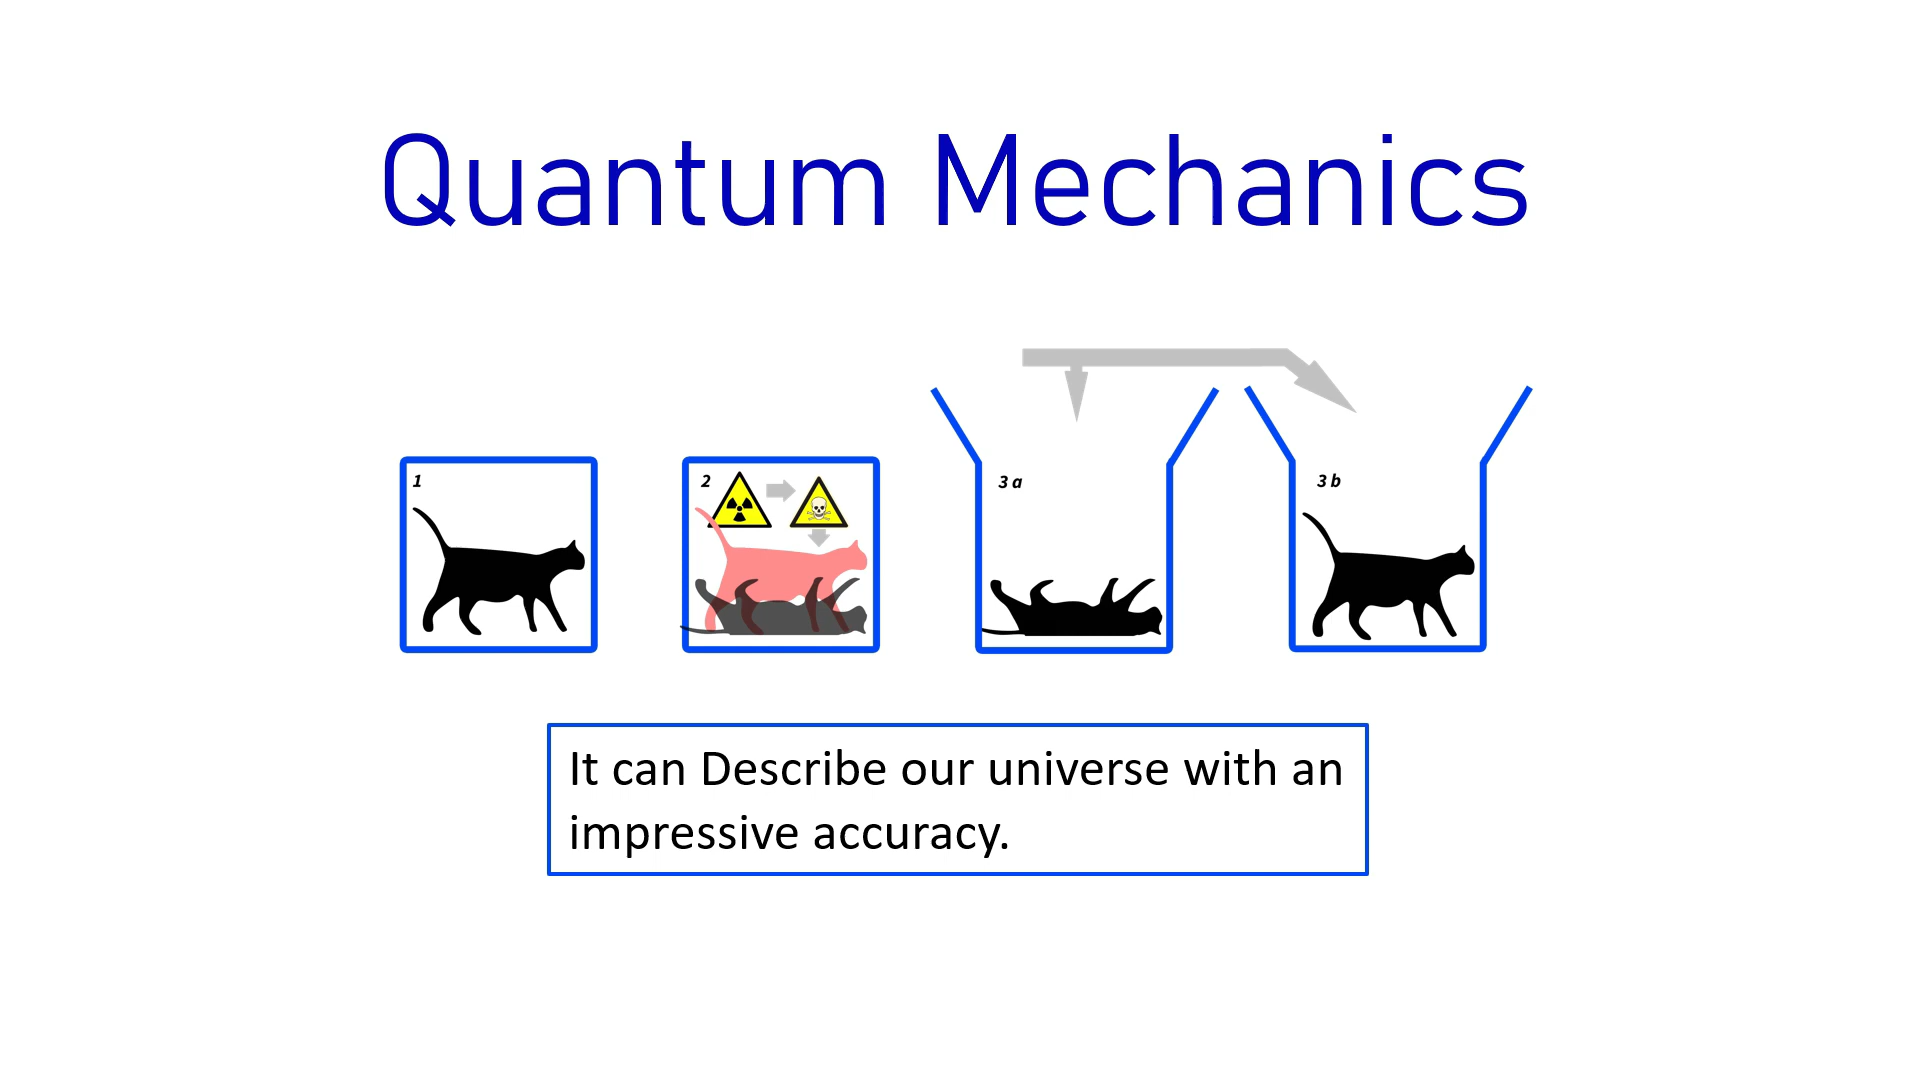 Quantum Mechanics
1
2
3 a
3 b
It can Describe our universe with an
impressive accuracy.